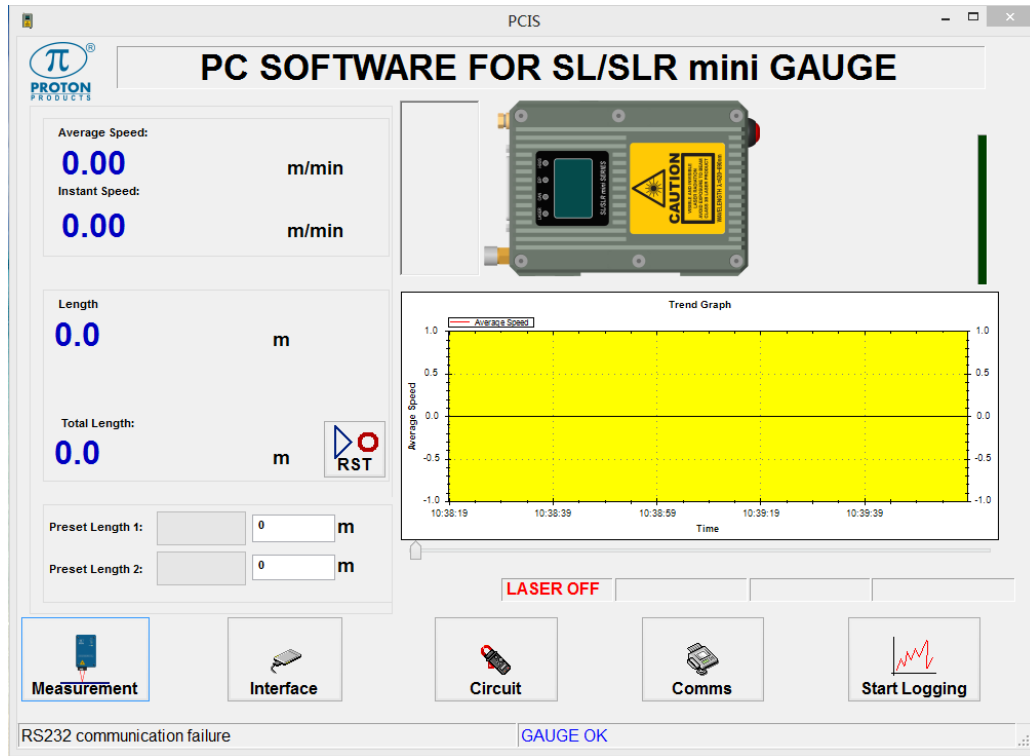 PCIS
π
®
PROTON
PRODUCTS
PC SOFTWARE FOR SL/SLR mini GAUGE
Average Speed:
0.00 m/min
Instant Speed:
0.00 m/min
SL/SLR mini SERIES
CAUTION
Length
0.0 m
Total Length:
0.0 m
RST
Preset Length 1: 0 m
Preset Length 2: 0 m
Trend Graph
Average Speed
1.0 1.0
0.5 0.5
0.0 0.0
-0.5 -0.5
-1.0 -1.0
Average Speed
10:38:19 10:38:39 10:38:59 10:39:19 10:39:39
Time
LASER OFF
Measurement Interface Circuit Comms Start Logging
RS232 communication failure GAUGE OK